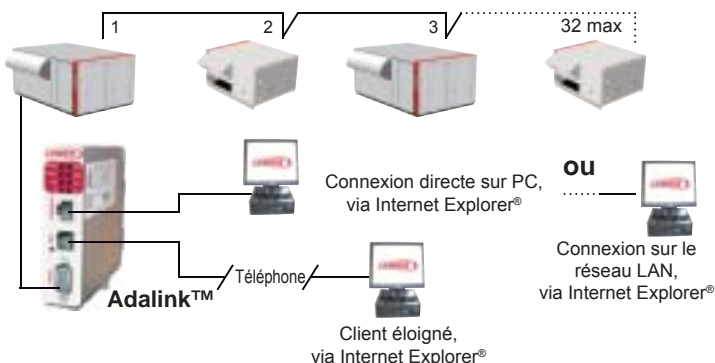 1
2
3
32 max
LENNOX
Connexion directe sur PC,
via Internet Explorer®
ou
Téléphone
Adalink™
Connexion sur le
réseau LAN,
via Internet Explorer®
Client éloigné,
via Internet Explorer®